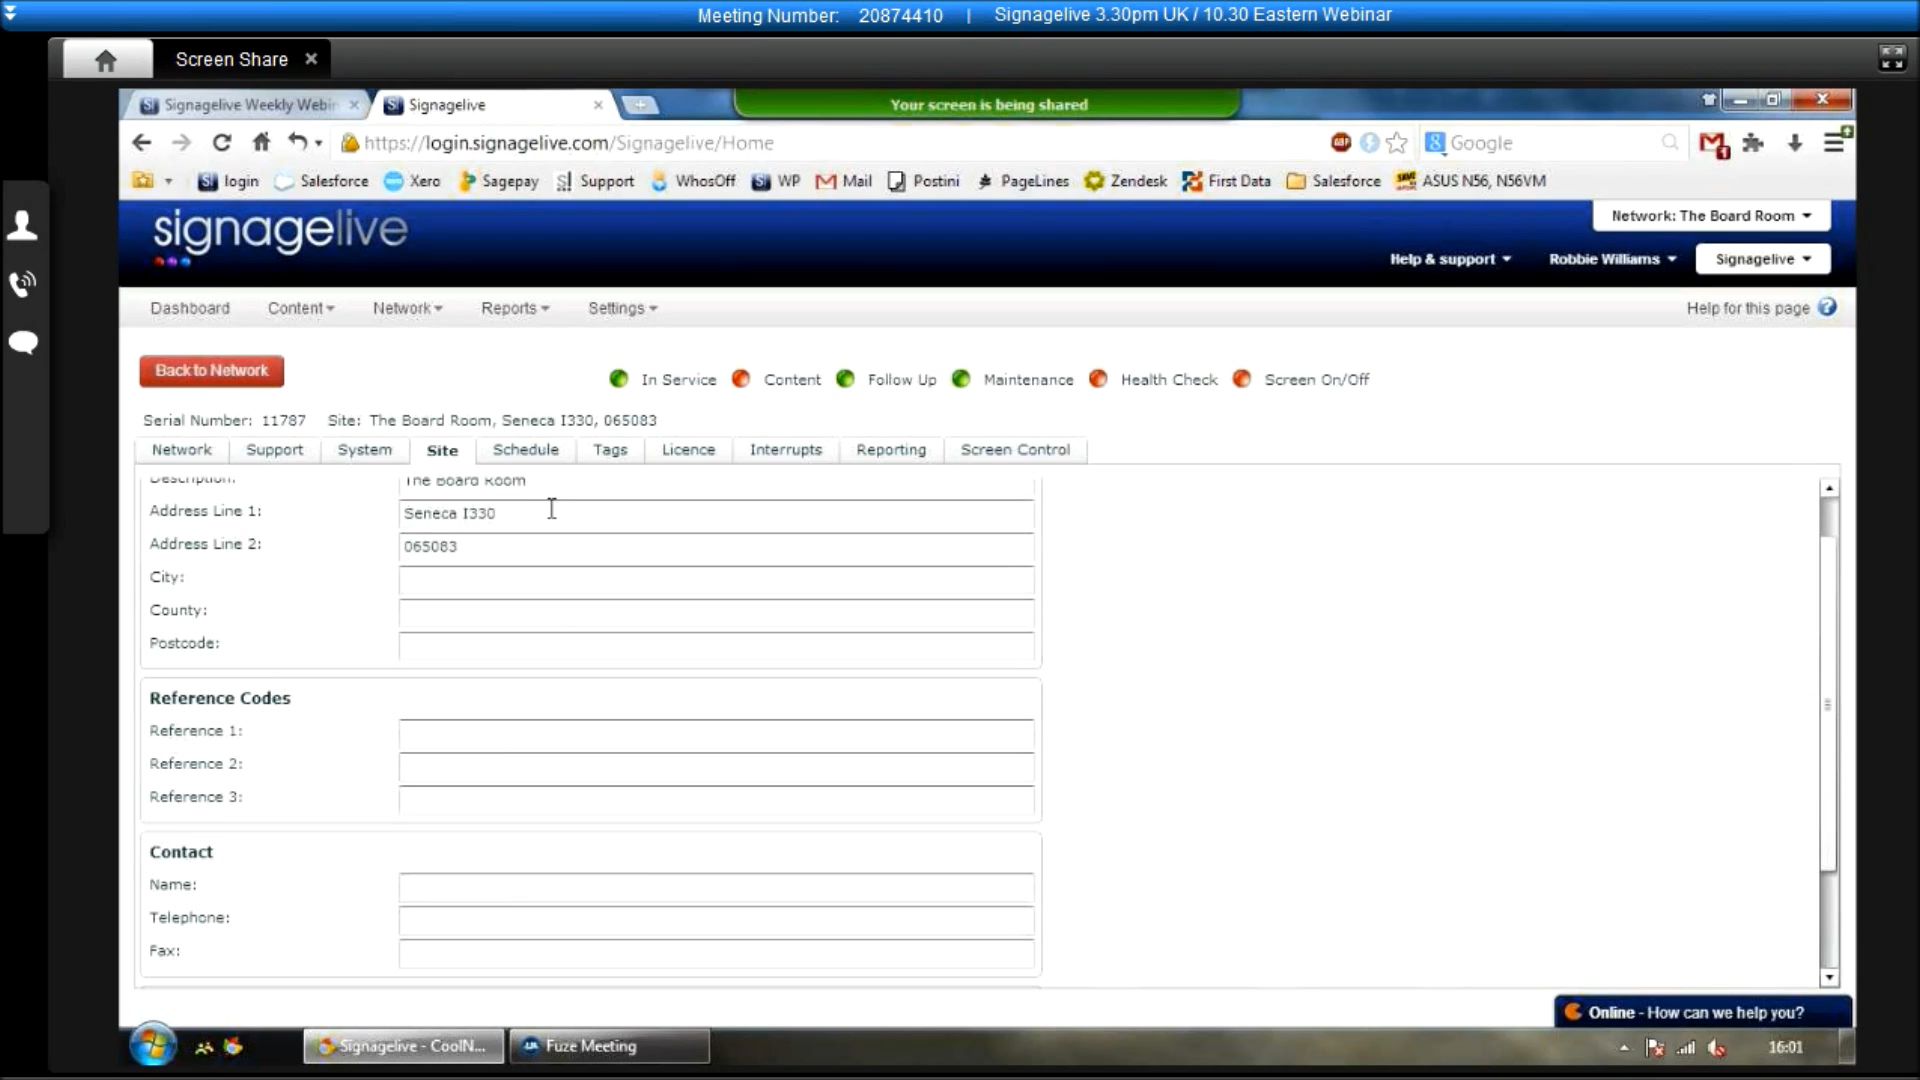 Meeting Number: 20874410 | Signagelive 3.30pm UK / 10.30 Eastern Webinar
Screen Share
Signagelive Weekly Webin
Signagelive
Your screen is being shared
https://login.signagelive.com/Signagelive/Home
Google
login Salesforce Xero Sagepay Support WhosOff WP Mail Postini PageLines Zendesk First Data Salesforce ASUS N56, N56VM
signagelive
Network: The Board Room
Help & support Robbie Williams Signagelive
Dashboard Content Network Reports Settings Help for this page
Back to Network
In Service Content Follow Up Maintenance Health Check Screen On/Off
Serial Number: 11787 Site: The Board Room, Seneca I330, 065083
Network Support System Site Schedule Tags Licence Interrupts Reporting Screen Control
Description: The Board Room
Address Line 1: Seneca I330
Address Line 2: 065083
City:
County:
Postcode:
Reference Codes
Reference 1:
Reference 2:
Reference 3:
Contact
Name:
Telephone:
Fax:
Online - How can we help you?
Signagelive - CoolN... Fuze Meeting 16:01